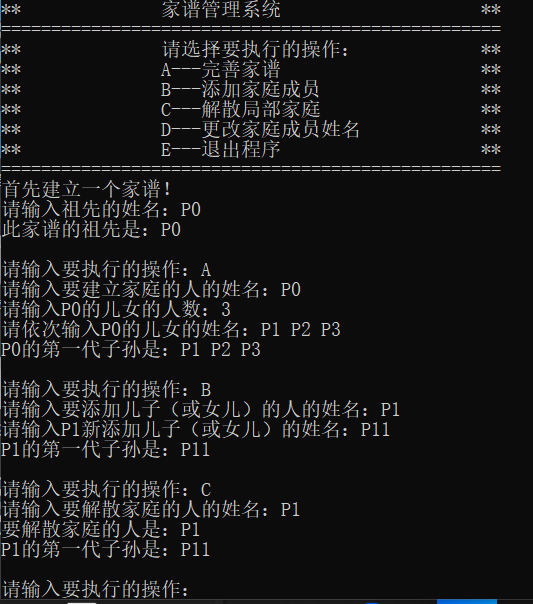 **              家谱管理系统                    **
==================================================
**              请选择要执行的操作:             **
**              A---完善家谱                    **
**              B---添加家庭成员                **
**              C---解散局部家庭                **
**              D---更改家庭成员姓名            **
**              E---退出程序                    **
==================================================
首先建立一个家谱!
请输入祖先的姓名: P0
此家谱的祖先是: P0
请输入要执行的操作: A
请输入要建立家庭的人的姓名: P0
请输入P0的儿女的人数: 3
请依次输入P0的儿女的姓名: P1 P2 P3
P0的第一代子孙是: P1 P2 P3
请输入要执行的操作: B
请输入要添加儿子（或女儿）的人的姓名: P1
请输入P1新添加儿子（或女儿）的姓名: P11
P1的第一代子孙是: P11
请输入要执行的操作: C
请输入要解散家庭的人的姓名: P1
要解散家庭的人是: P1
P1的第一代子孙是: P11
请输入要执行的操作: